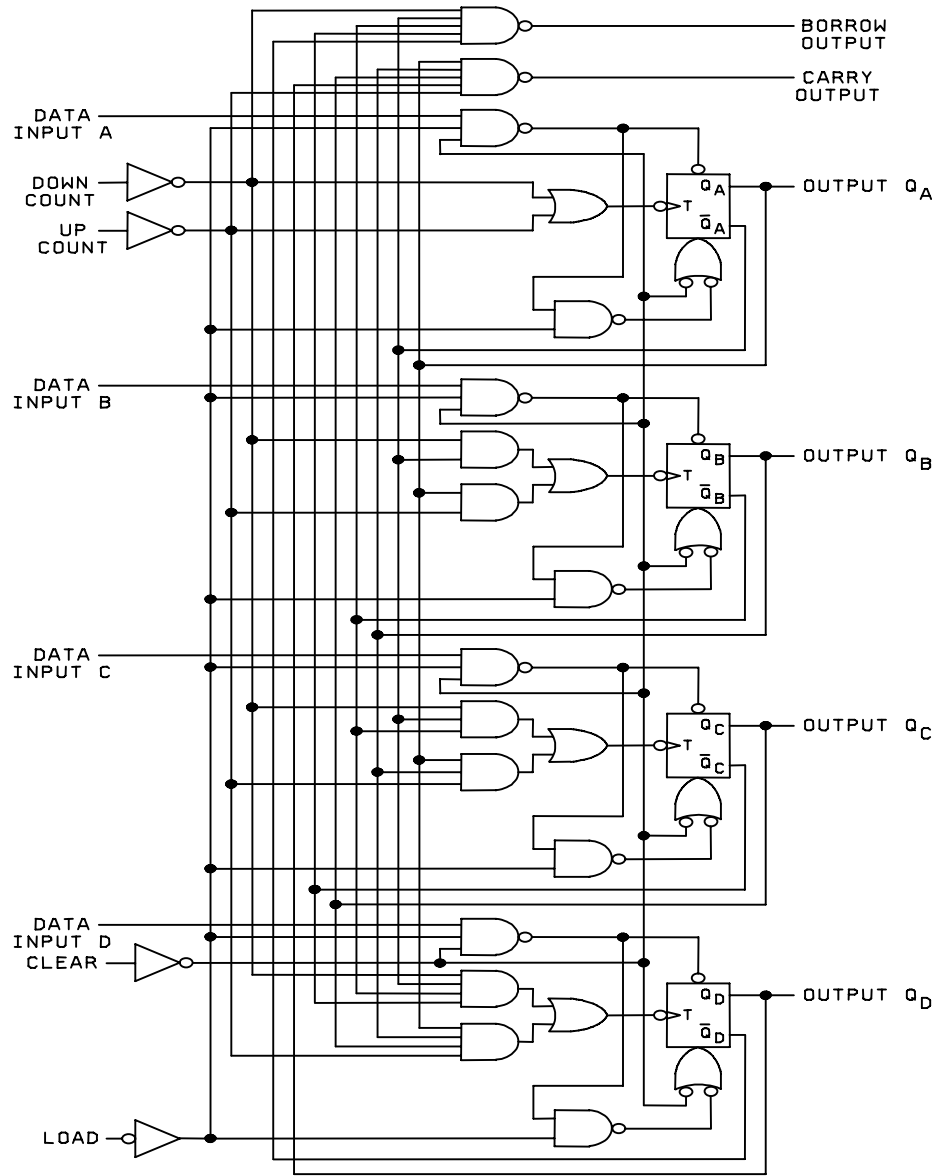 BORROW
OUTPUT
CARRY
OUTPUT
DATA
INPUT A
DOWN
COUNT
UP
COUNT
QA
T
Q̅A
OUTPUT QA
DATA
INPUT B
QB
T
Q̅B
OUTPUT QB
DATA
INPUT C
QC
T
Q̅C
OUTPUT QC
DATA
INPUT D
CLEAR
QD
T
Q̅D
OUTPUT QD
LOAD